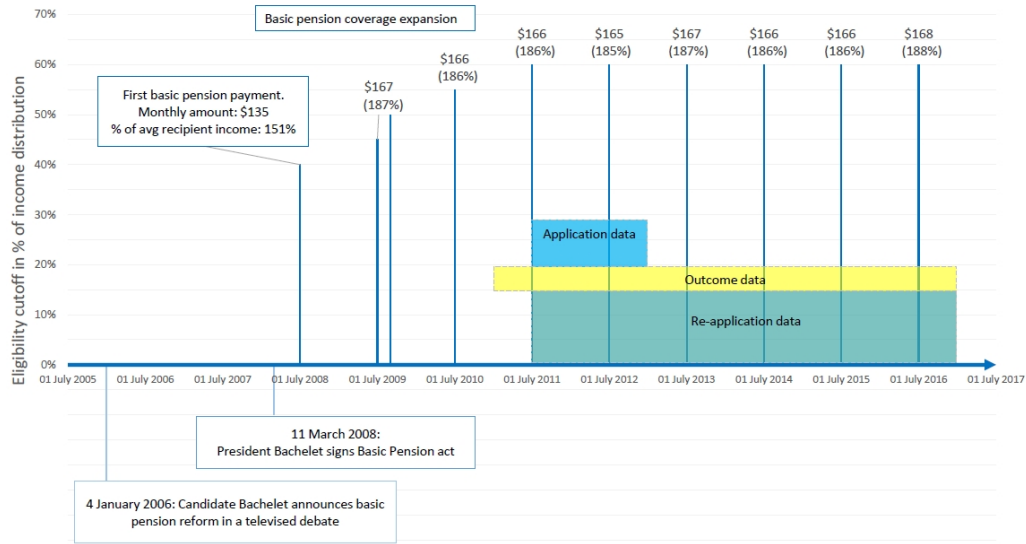 Basic pension coverage expansion
70%
60%
50%
40%
30%
20%
10%
0%
Eligibility cutoff in % of income distribution
First basic pension payment.
Monthly amount: $135
% of avg recipient income: 151%
$167
(187%)
$166
(186%)
$166
(186%)
$165
(185%)
$167
(187%)
$166
(186%)
$166
(186%)
$168
(188%)
Application data
Outcome data
Re-application data
01 July 2005
01 July 2006
01 July 2007
01 July 2008
01 July 2009
01 July 2010
01 July 2011
01 July 2012
01 July 2013
01 July 2014
01 July 2015
01 July 2016
01 July 2017
11 March 2008:
President Bachelet signs Basic Pension act
4 January 2006: Candidate Bachelet announces basic
pension reform in a televised debate